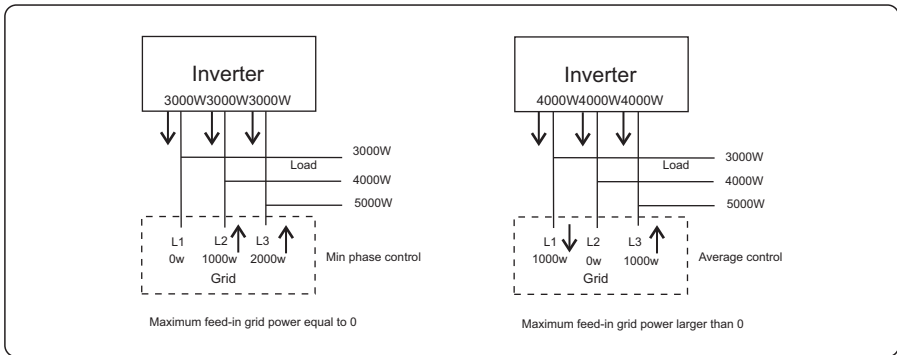 Inverter
3000W3000W3000W
3000W
Load
4000W
5000W
L1 L2 L3
0w 1000w 2000w
Grid
Min phase control
Maximum feed-in grid power equal to 0
Inverter
4000W4000W4000W
3000W
Load
4000W
5000W
L1 L2 L3
1000w 0w 1000w
Grid
Average control
Maximum feed-in grid power larger than 0